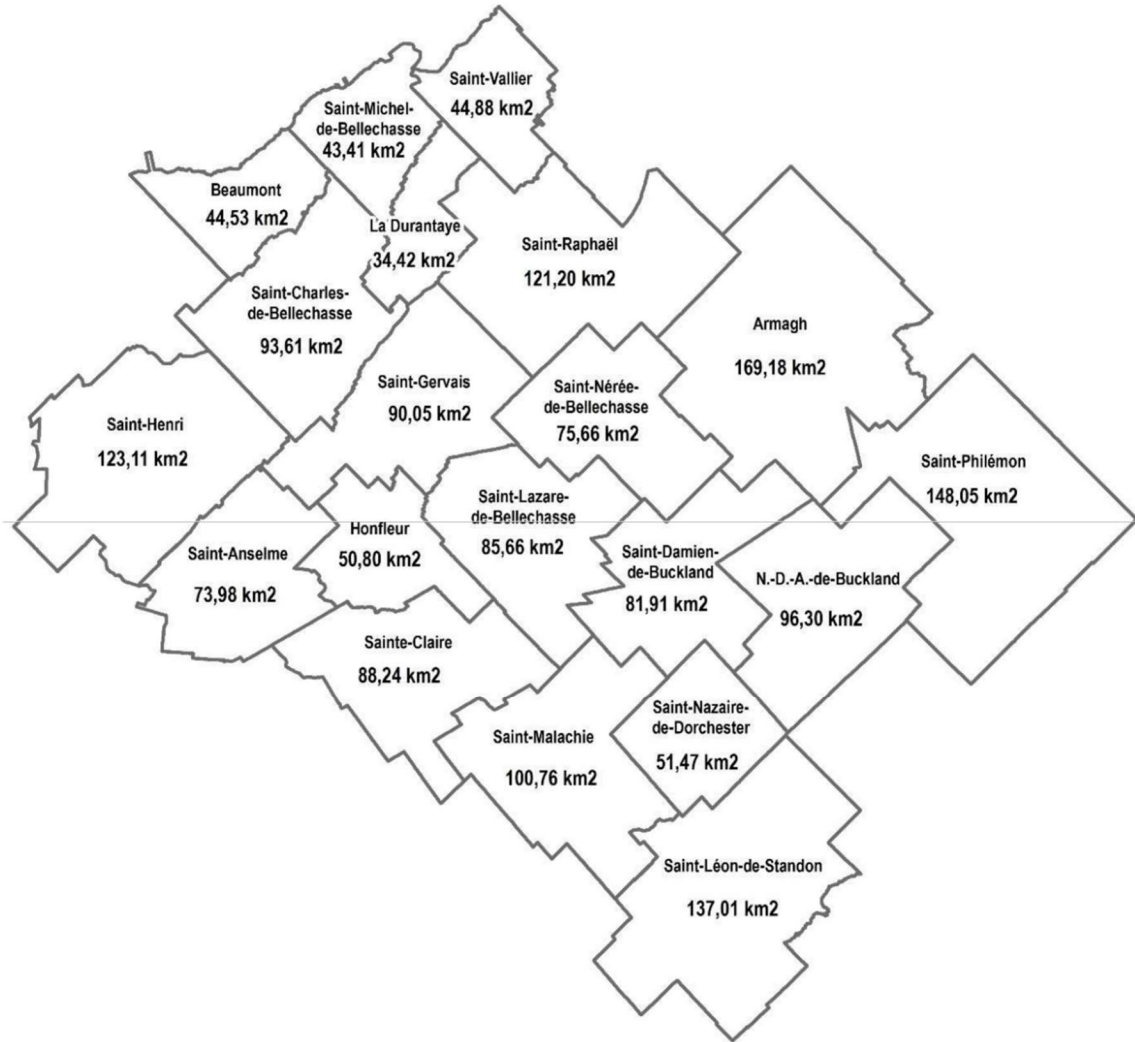 Saint-Vallier
44,88 km2
Saint-Michel-
de-Bellechasse
43,41 km2
Beaumont
44,53 km2
La Durantaye
34,42 km2
Saint-Raphaël
121,20 km2
Saint-Charles-
de-Bellechasse
93,61 km2
Armagh
169,18 km2
Saint-Gervais
90,05 km2
Saint-Nérée-
de-Bellechasse
75,66 km2
Saint-Henri
123,11 km2
Saint-Philémon
148,05 km2
Saint-Lazare-
de-Bellechasse
85,66 km2
Honfleur
50,80 km2
Saint-Anselme
73,98 km2
Saint-Damien-
de-Buckland
81,91 km2
N.-D.-A.-de-Buckland
96,30 km2
Sainte-Claire
88,24 km2
Saint-Nazaire-
de-Dorchester
51,47 km2
Saint-Malachie
100,76 km2
Saint-Léon-de-Standon
137,01 km2